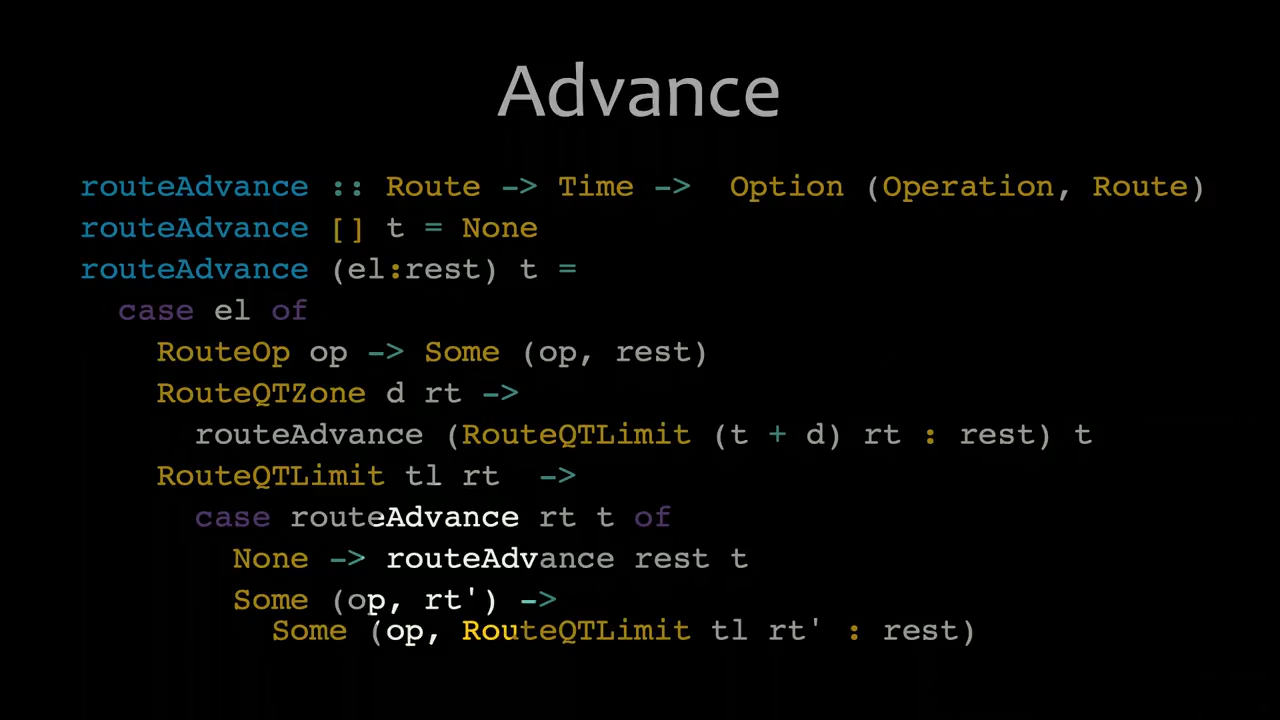 Advance
routeAdvance :: Route -> Time -> Option (Operation, Route)
routeAdvance [] t = None
routeAdvance (el:rest) t =
case el of
RouteOp op -> Some (op, rest)
RouteQTZone d rt ->
routeAdvance (RouteQTLimit (t + d) rt : rest) t
RouteQTLimit tl rt ->
case routeAdvance rt t of
None -> routeAdvance rest t
Some (op, rt') ->
Some (op, RouteQTLimit tl rt' : rest)